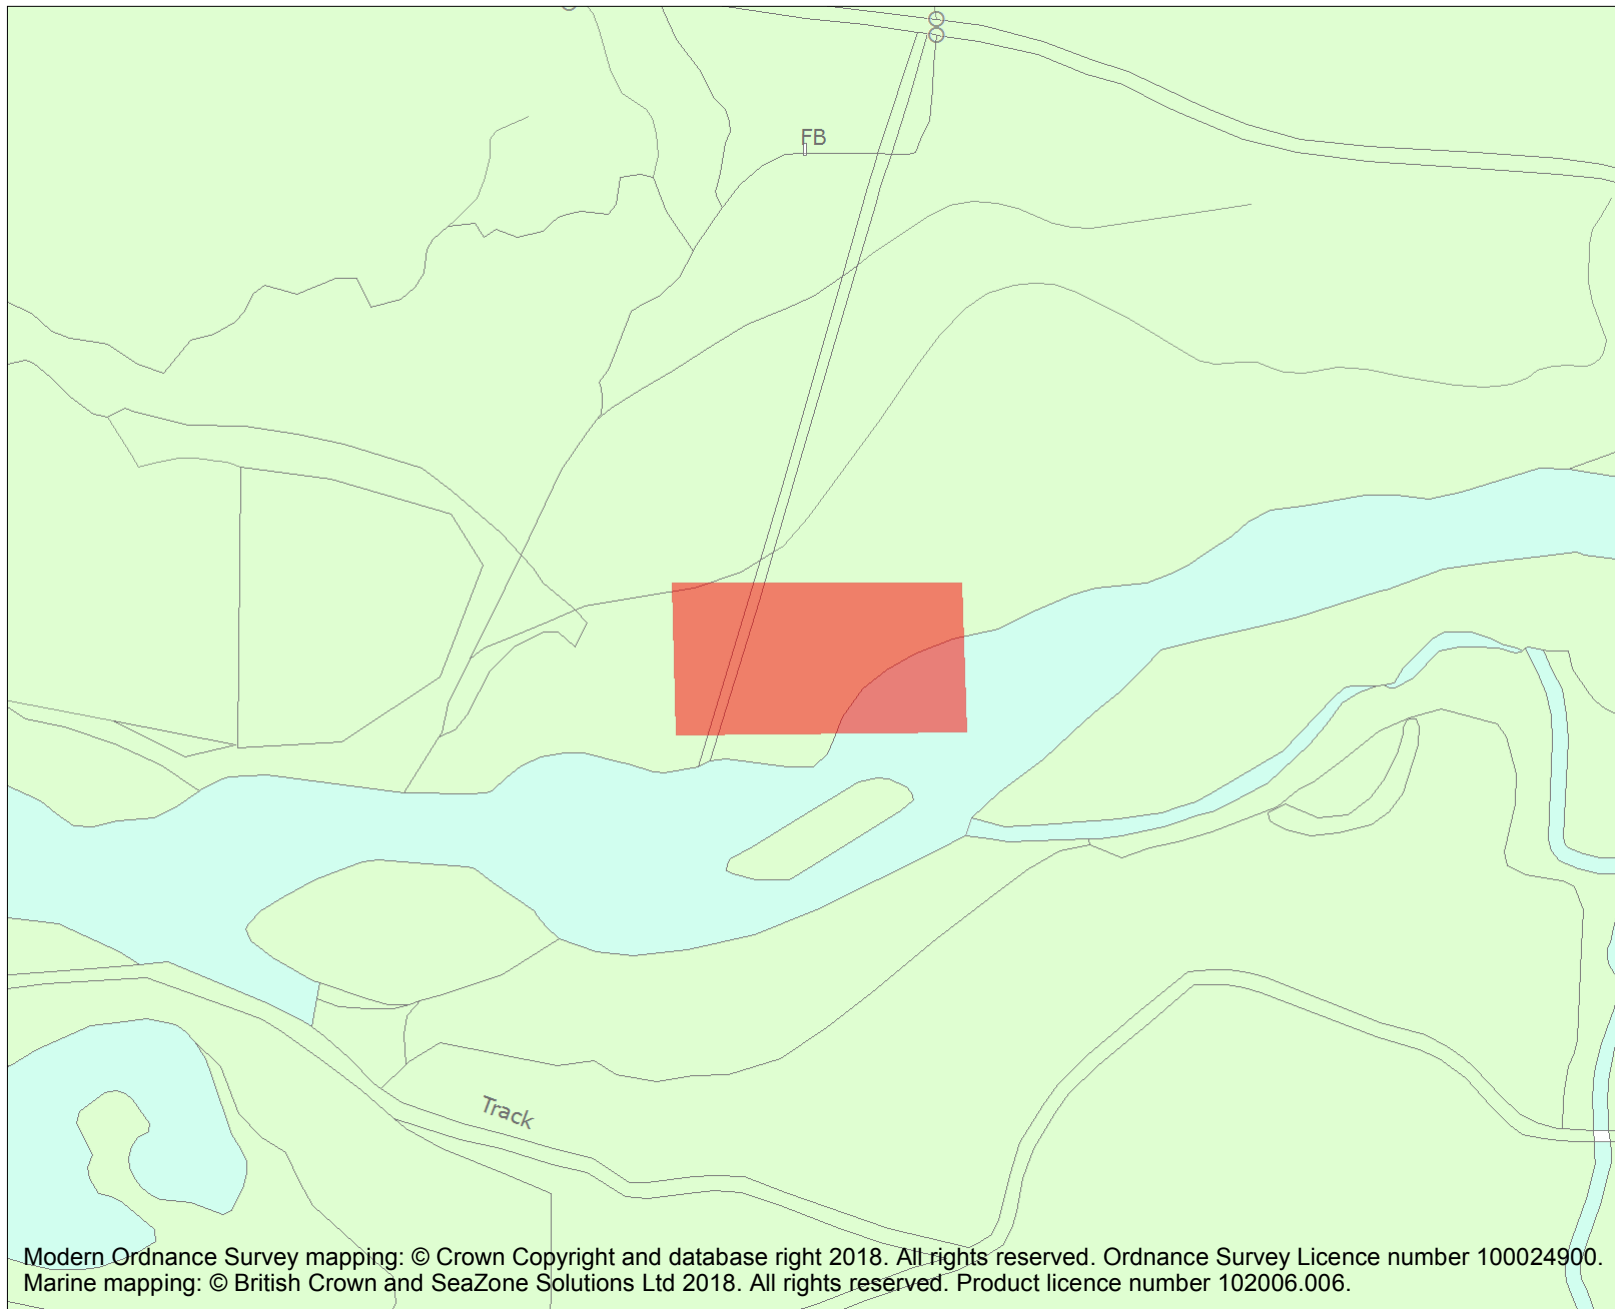 FB
Track
Modern Ordnance Survey mapping: © Crown Copyright and database right 2018. All rights reserved. Ordnance Survey Licence number 100024900.
Marine mapping: © British Crown and SeaZone Solutions Ltd 2018. All rights reserved. Product licence number 102006.006.